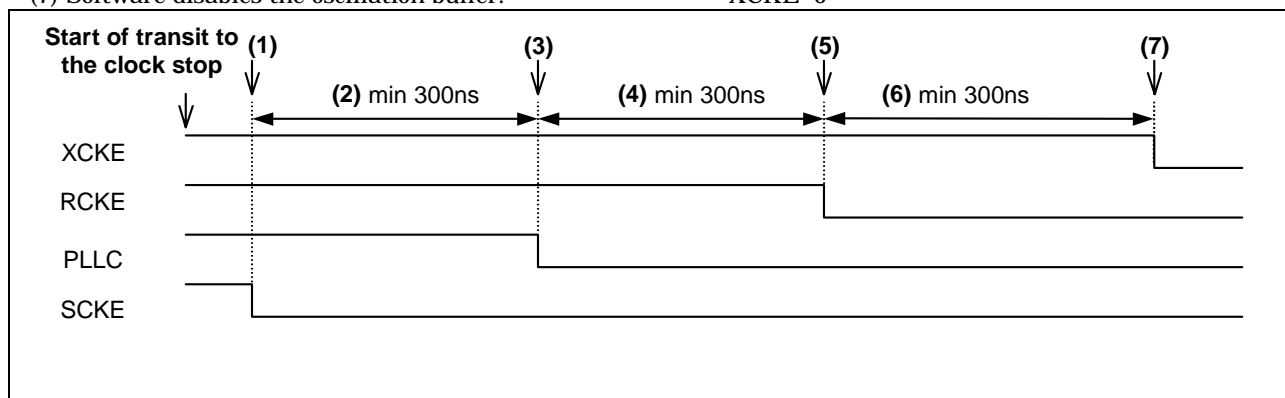 (7) Software disables the oscillation buffer. XCKE=0
Start of transit to
the clock stop
(1) (3) (5) (7)
(2) min 300ns (4) min 300ns (6) min 300ns
XCKE
RCKE
PLLC
SCKE